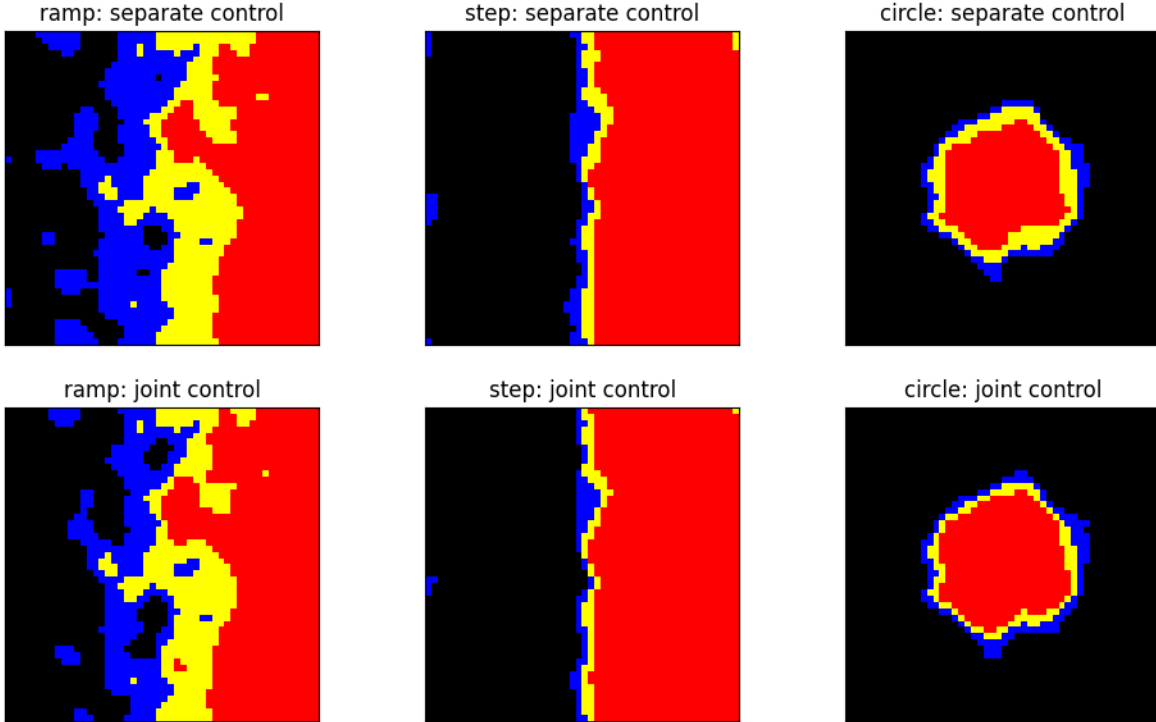 ramp: separate control
step: separate control
circle: separate control
ramp: joint control
step: joint control
circle: joint control